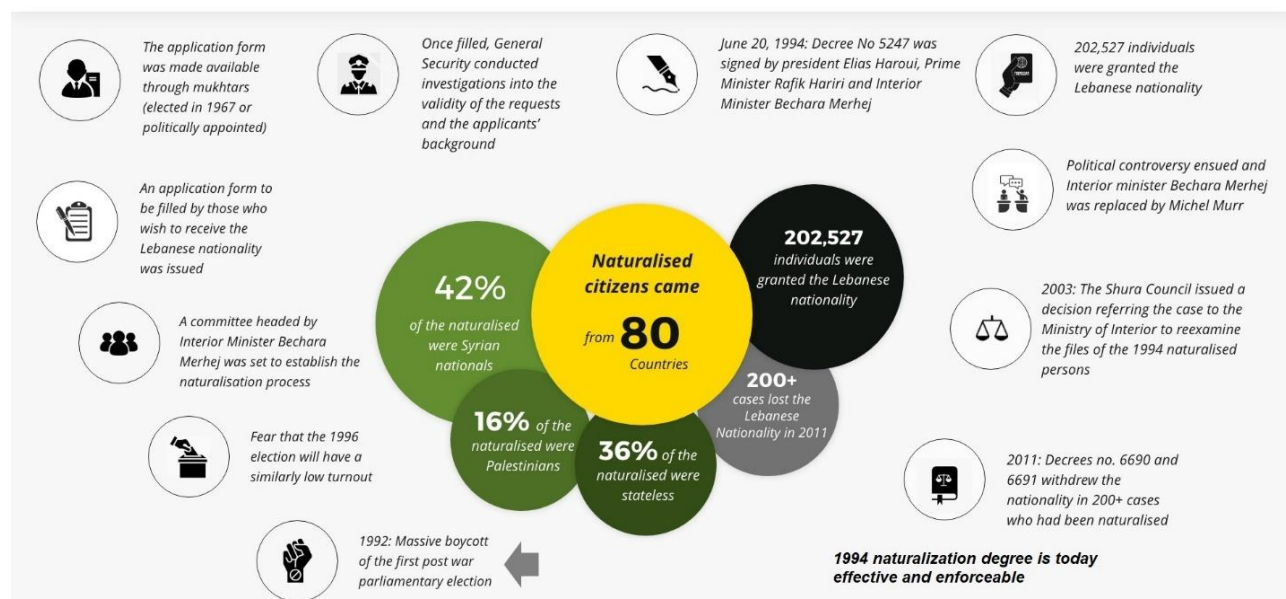 The application form
was made available
through mukhtars
(elected in 1967 or
politically appointed)
Once filled, General
Security conducted
investigations into the
validity of the requests
and the applicants'
background
June 20, 1994: Decree No 5247 was
signed by president Elias Haroui, Prime
Minister Rafik Hariri and Interior
Minister Bechara Merhej
202,527 individuals
were granted the
Lebanese nationality
An application form to
be filled by those who
wish to receive the
Lebanese nationality
was issued
Political controversy ensued and
Interior minister Bechara Merhej
was replaced by Michel Murr
A committee headed by
Interior Minister Bechara
Merhej was set to establish the
naturalisation process
2003: The Shura Council issued a
decision referring the case to the
Ministry of Interior to reexamine
the files of the 1994 naturalised
persons
Fear that the 1996
election will have a
similarly low turnout
2011: Decrees no. 6690 and
6691 withdrew the
nationality in 200+ cases
who had been naturalised
1992: Massive boycott
of the first post war
parliamentary election
42%
of the naturalised
were Syrian
nationals
Naturalised
citizens came
from 80
Countries
202,527
individuals were
granted the Lebanese
nationality
16% of the
naturalised were
Palestinians
36% of the
naturalised were
stateless
200+
cases lost the
Lebanese
Nationality in 2011
1994 naturalization degree is today
effective and enforceable